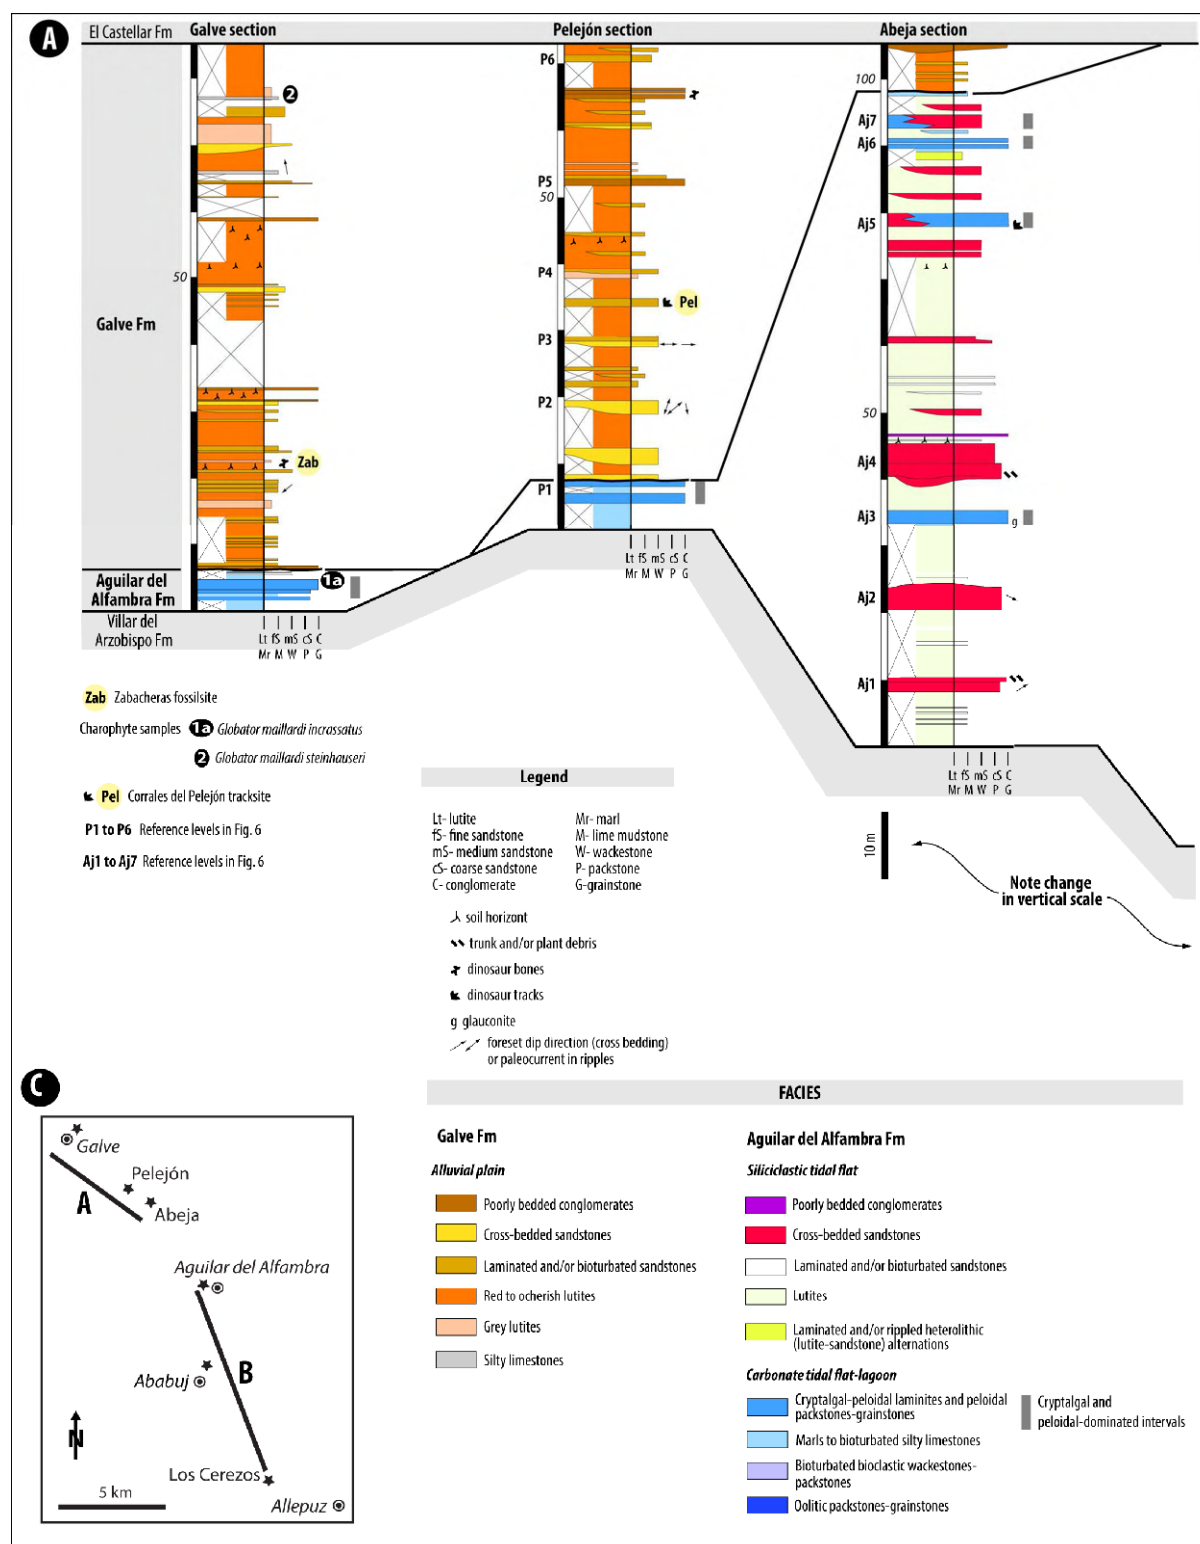 A
El Castellar Fm
Galve section
Pelejón section
Abeja section
Galve Fm
Aguilar del
Alfambra Fm
Villar del
Arzobispo Fm
50
2
Zab
1a
Lt fS mS cS C
Mr M W P G
P6
P5
50
P4
Pel
P3
P2
P1
Lt fS mS cS C
Mr M W P G
100
Aj7
Aj6
Aj5
50
Aj4
Aj3
g
Aj2
Aj1
Lt fS mS cS C
Mr M W P G
10 m
Note change
in vertical scale
Zab Zabacheras fossilsite
Charophyte samples 1a Globator maillardi incrassatus
2 Globator maillardi steinhauseri
Pel Corrales del Pelejón tracksite
P1 to P6 Reference levels in Fig. 6
Aj1 to Aj7 Reference levels in Fig. 6
Legend
Lt- lutite
fS- fine sandstone
mS- medium sandstone
cS- coarse sandstone
C- conglomerate
Mr- marl
M- lime mudstone
W- wackestone
P- packstone
G-grainstone
soil horizont
trunk and/or plant debris
dinosaur bones
dinosaur tracks
g glauconite
foreset dip direction (cross bedding)
or paleocurrent in ripples
C
Galve
Pelejón
A
Abeja
Aguilar del Alfambra
Ababuj
B
N
Los Cerezos
5 km
Allepuz
FACIES
Galve Fm
Alluvial plain
Poorly bedded conglomerates
Cross-bedded sandstones
Laminated and/or bioturbated sandstones
Red to ocherish lutites
Grey lutites
Silty limestones
Aguilar del Alfambra Fm
Siliciclastic tidal flat
Poorly bedded conglomerates
Cross-bedded sandstones
Laminated and/or bioturbated sandstones
Lutites
Laminated and/or rippled heterolithic
(lutite-sandstone) alternations
Carbonate tidal flat-lagoon
Cryptalgal-peloidal laminites and peloidal
packstones-grainstones
Marls to bioturbated silty limestones
Bioturbated bioclastic wackestones-
packstones
Oolitic packstones-grainstones
Cryptalgal and
peloidal-dominated intervals